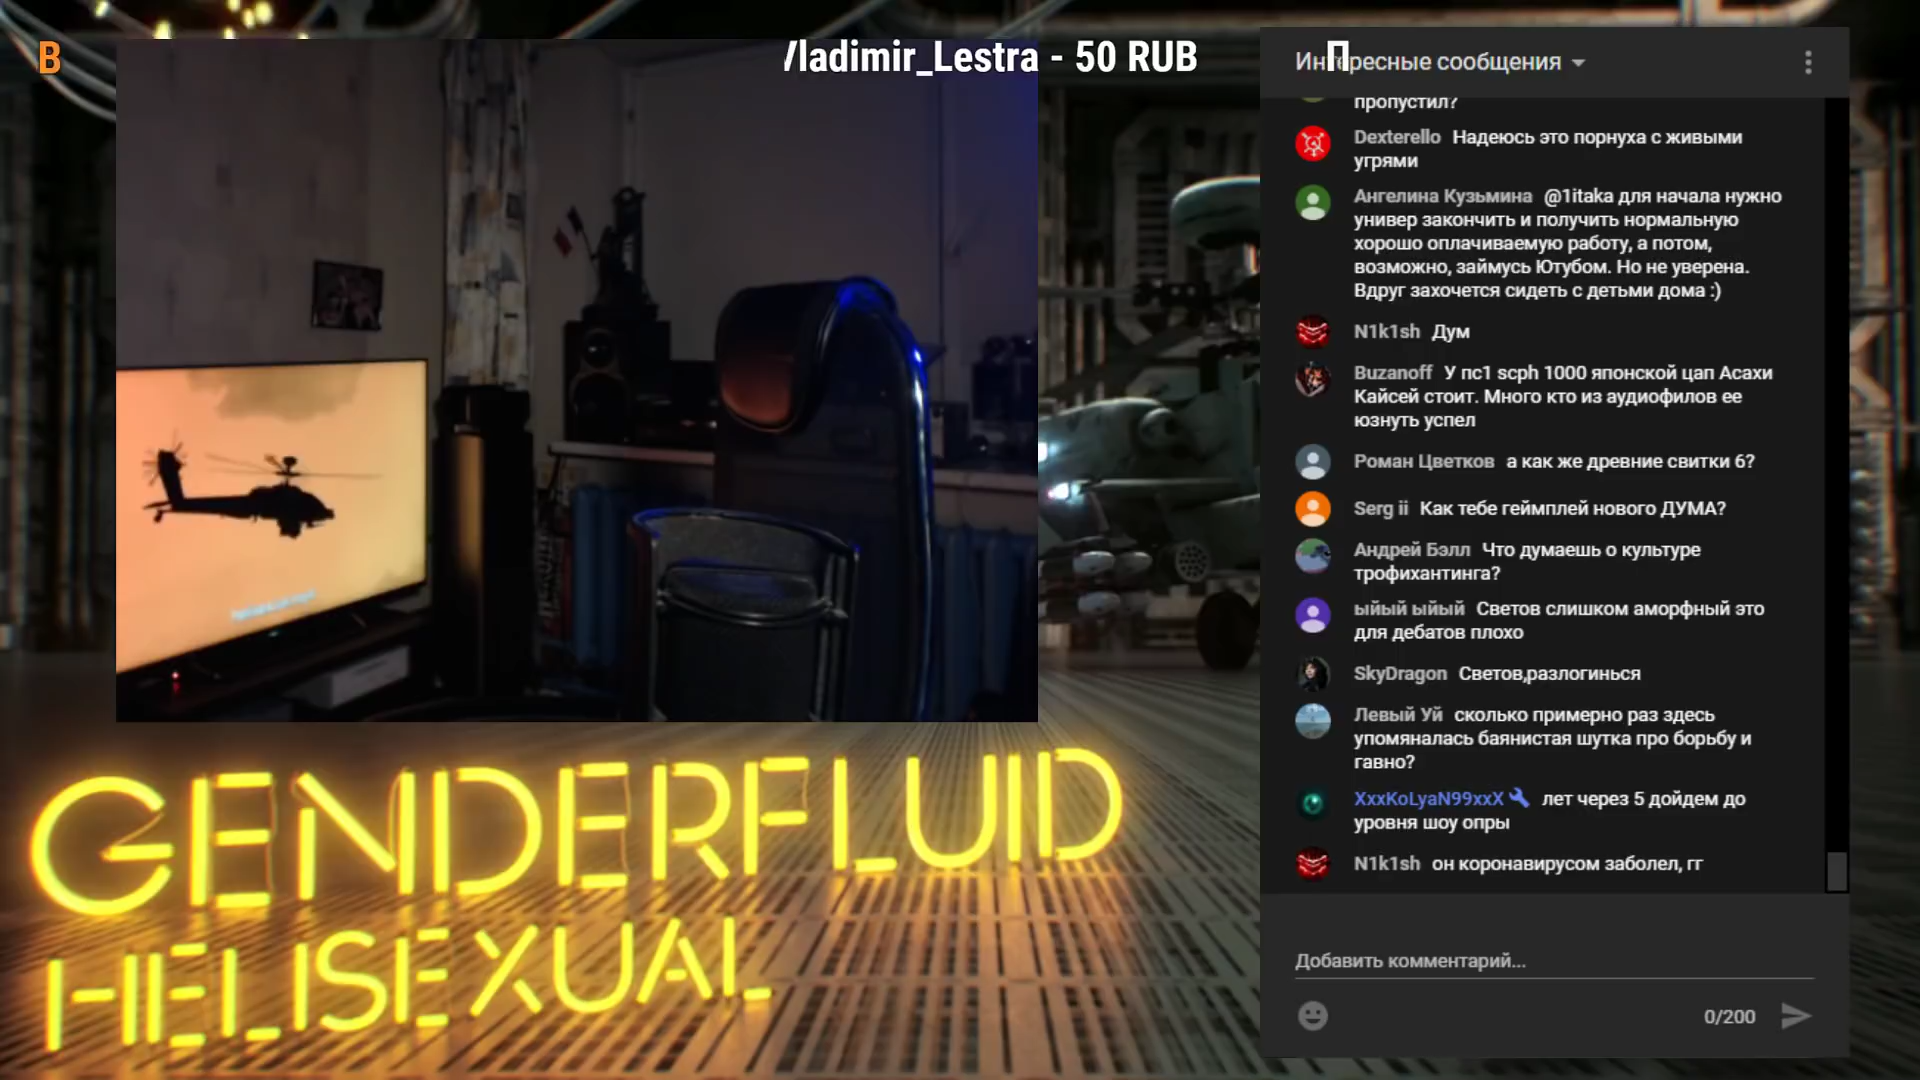 В
Vladimir_Lestra - 50 RUB
П
Интересные сообщения
пропустил?
Dexterello Надеюсь это порнуха с живыми
угрями
Ангелина Кузьмина @1itaka для начала нужно
универ закончить и получить нормальную
хорошо оплачиваемую работу, а потом,
возможно, займусь Ютубом. Но не уверена.
Вдруг захочется сидеть с детьми дома :)
N1k1sh Дум
Buzanoff У пс1 scph 1000 японской цап Асахи
Кайсей стоит. Много кто из аудиофилов ее
юзнуть успел
Роман Цветков а как же древние свитки 6?
Serg ii Как тебе геймплей нового ДУМА?
Андрей Бэлл Что думаешь о культуре
трофихантинга?
ыйый ыйый Светов слишком аморфный это
для дебатов плохо
SkyDragon Светов,разлогинься
Левый Уй сколько примерно раз здесь
упомяналась баянистая шутка про борьбу и
гавно?
XxxKoLyaN99xxX лет через 5 дойдем до
уровня шоу опры
N1k1sh он коронавирусом заболел, гг
Добавить комментарий...
0/200
GENDERFLUID
HELISEXUAL